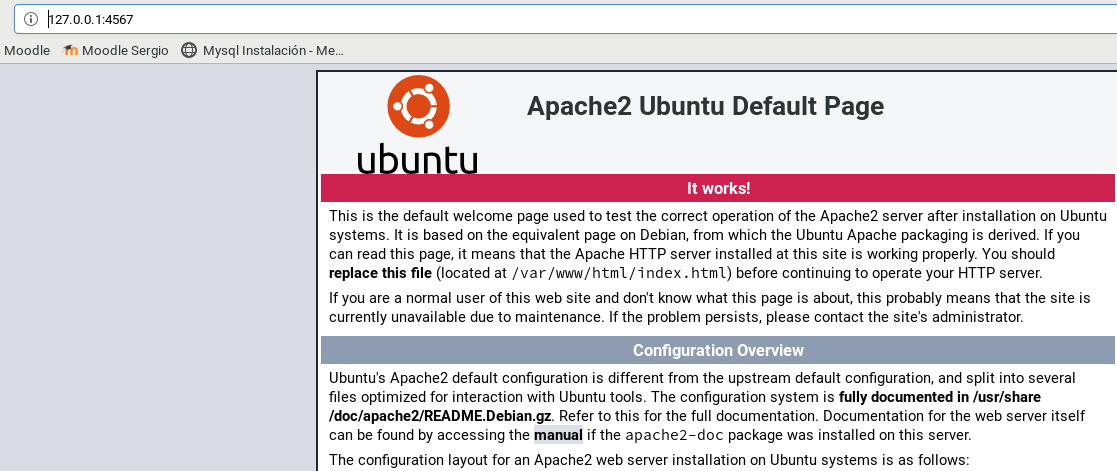 127.0.0.1:4567
Moodle Moodle Sergio Mysql Instalación - Me...
ubuntu
Apache2 Ubuntu Default Page
It works!
This is the default welcome page used to test the correct operation of the Apache2 server after installation on Ubuntu
systems. It is based on the equivalent page on Debian, from which the Ubuntu Apache packaging is derived. If you
can read this page, it means that the Apache HTTP server installed at this site is working properly. You should
replace this file (located at /var/www/html/index.html) before continuing to operate your HTTP server.
If you are a normal user of this web site and don't know what this page is about, this probably means that the site is
currently unavailable due to maintenance. If the problem persists, please contact the site's administrator.
Configuration Overview
Ubuntu's Apache2 default configuration is different from the upstream default configuration, and split into several
files optimized for interaction with Ubuntu tools. The configuration system is fully documented in /usr/share
/doc/apache2/README.Debian.gz. Refer to this for the full documentation. Documentation for the web server itself
can be found by accessing the manual if the apache2-doc package was installed on this server.
The configuration layout for an Apache2 web server installation on Ubuntu systems is as follows: